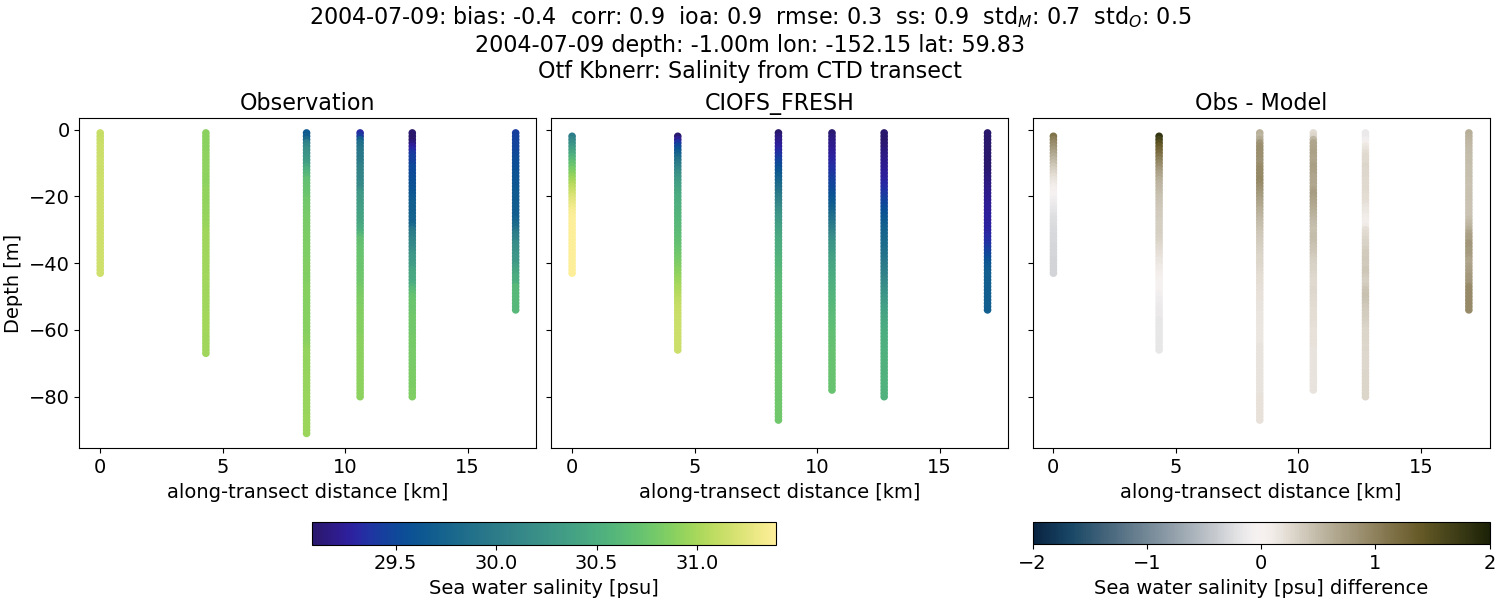 2004-07-09: bias: -0.4  corr: 0.9  ioa: 0.9  rmse: 0.3  ss: 0.9  std_M: 0.7  std_O: 0.5
2004-07-09 depth: -1.00m lon: -152.15 lat: 59.83
Otf Kbnerr: Salinity from CTD transect
Observation
CIOFS_FRESH
Obs - Model
Depth [m]
0
−20
−40
−60
−80
0 5 10 15
0 5 10 15
0 5 10 15
along-transect distance [km]
along-transect distance [km]
along-transect distance [km]
29.5 30.0 30.5 31.0
Sea water salinity [psu]
−2 −1 0 1 2
Sea water salinity [psu] difference